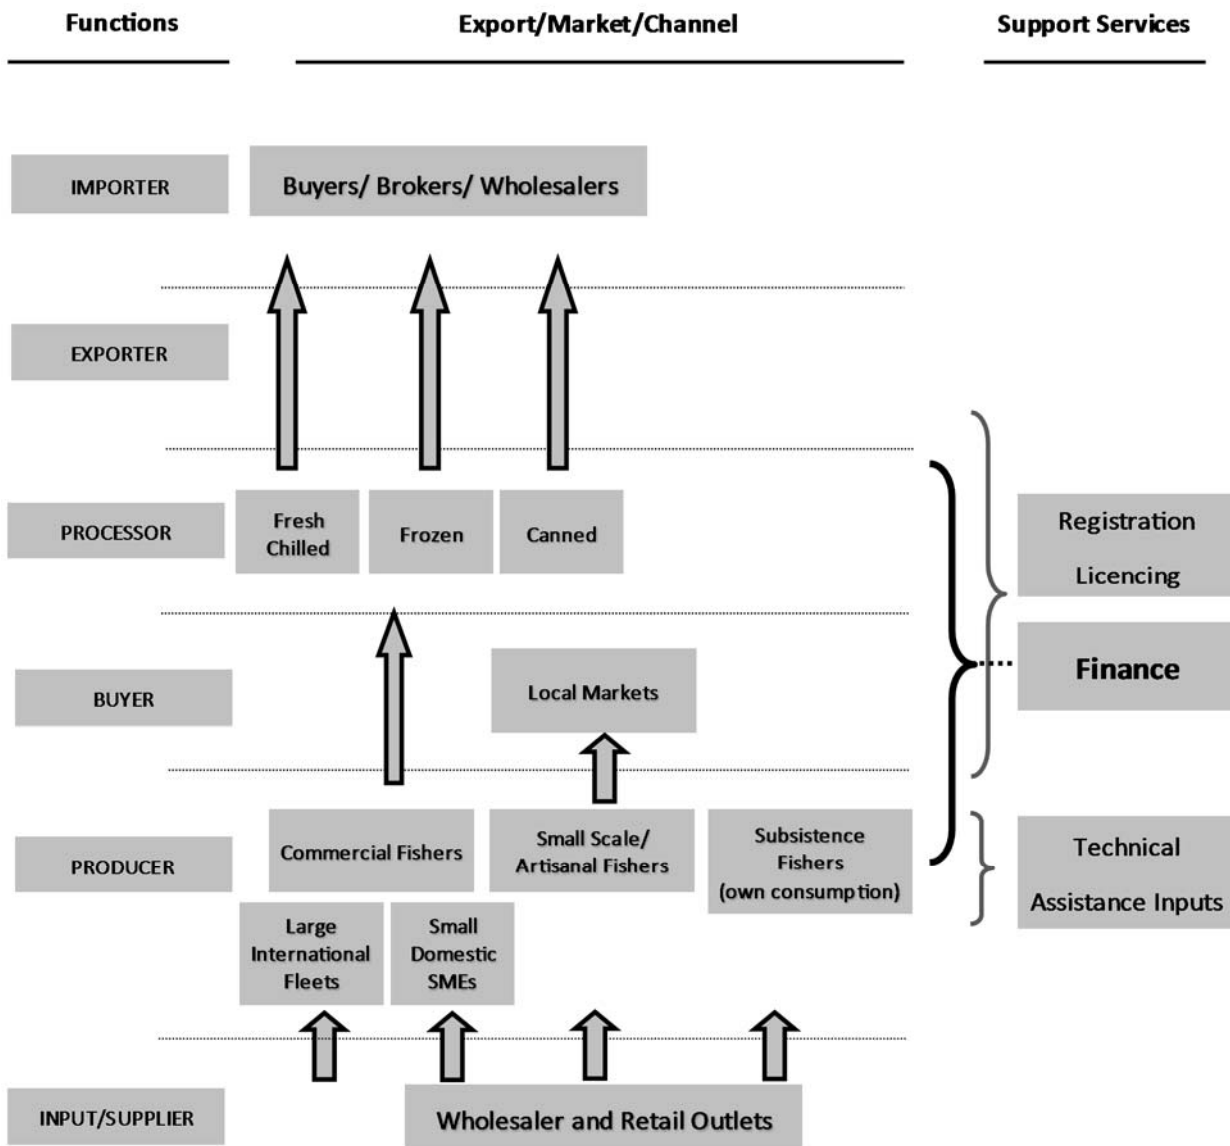 Functions
Export/Market/Channel
Support Services
IMPORTER
Buyers/ Brokers/ Wholesalers
EXPORTER
PROCESSOR
Fresh
Chilled
Frozen
Canned
Registration
Licencing
BUYER
Local Markets
Finance
PRODUCER
Commercial Fishers
Small Scale/
Artisanal Fishers
Subsistence
Fishers
(own consumption)
Technical
Assistance Inputs
Large
International
Fleets
Small
Domestic
SMEs
INPUT/SUPPLIER
Wholesaler and Retail Outlets